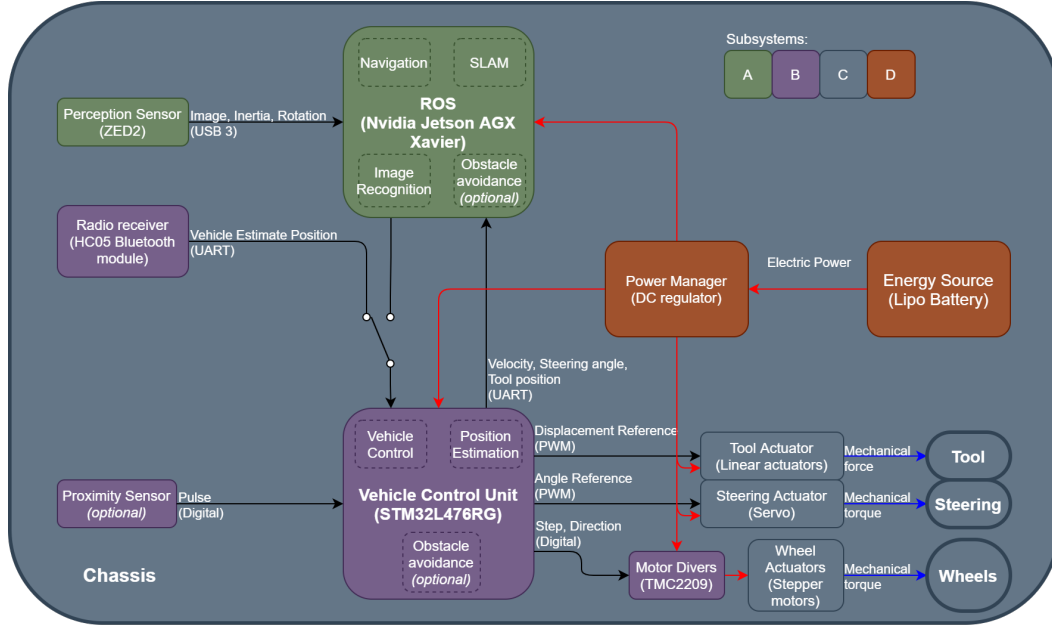 Subsystems:
A
B
C
D
Navigation
SLAM
ROS
(Nvidia Jetson AGX
Xavier)
Image
Recognition
Obstacle
avoidance
(optional)
Perception Sensor
(ZED2)
Image, Inertia, Rotation
(USB 3)
Radio receiver
(HC05 Bluetooth
module)
Vehicle Estimate Position
(UART)
Power Manager
(DC regulator)
Electric Power
Energy Source
(Lipo Battery)
Velocity, Steering angle,
Tool position
(UART)
Vehicle
Control
Position
Estimation
Vehicle Control Unit
(STM32L476RG)
Obstacle
avoidance
(optional)
Proximity Sensor
(optional)
Pulse
(Digital)
Displacement Reference
(PWM)
Angle Reference
(PWM)
Step, Direction
(Digital)
Tool Actuator
(Linear actuators)
Mechanical
force
Tool
Steering Actuator
(Servo)
Mechanical
torque
Steering
Motor Divers
(TMC2209)
Wheel
Actuators
(Stepper
motors)
Mechanical
torque
Wheels
Chassis